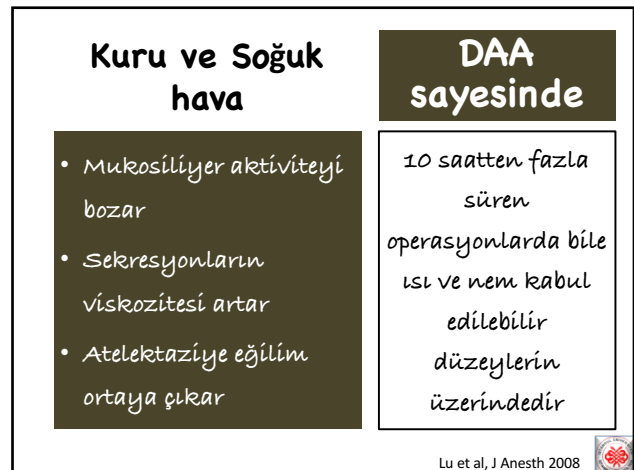 Kuru ve Soğuk
hava
• Mukosiliyer aktiviteyi
bozar
• Sekresyonların
viskozitesi artar
• Atelektaziye eğilim
ortaya çıkar
DAA
sayesinde
10 saatten fazla
süren
operasyonlarda bile
ısı ve nem kabul
edilebilir
düzeylerin
üzerindedir
Lu et al, J Anesth 2008